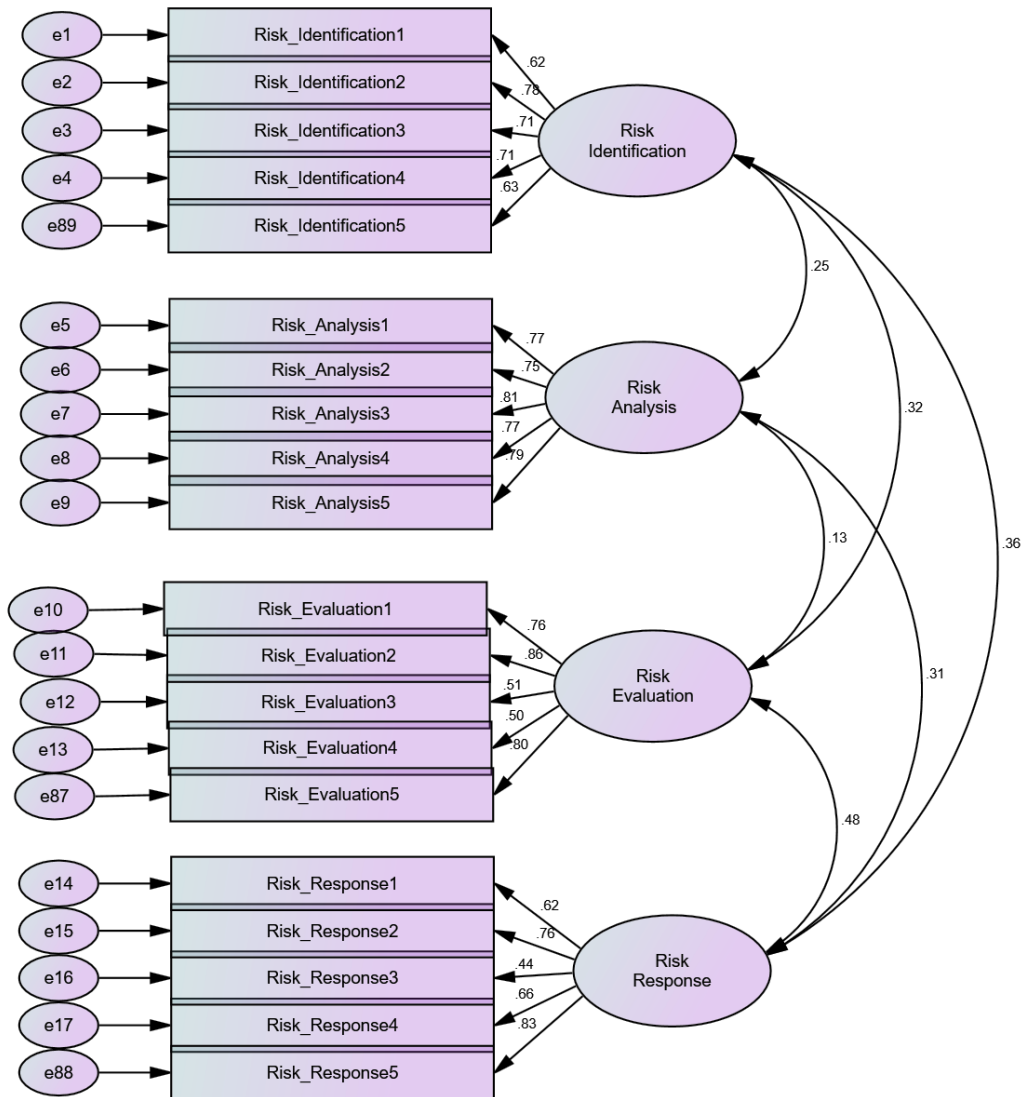 e1
Risk_Identification1
.62
e2
Risk_Identification2
.78
e3
Risk_Identification3
.71
e4
Risk_Identification4
.71
e89
Risk_Identification5
.63
Risk
Identification
.25
e5
Risk_Analysis1
.77
e6
Risk_Analysis2
.75
e7
Risk_Analysis3
.81
e8
Risk_Analysis4
.77
e9
Risk_Analysis5
.79
Risk
Analysis
.32
.13
.36
e10
Risk_Evaluation1
.76
e11
Risk_Evaluation2
.86
e12
Risk_Evaluation3
.51
e13
Risk_Evaluation4
.50
e87
Risk_Evaluation5
.80
Risk
Evaluation
.31
.48
e14
Risk_Response1
.62
e15
Risk_Response2
.76
e16
Risk_Response3
.44
e17
Risk_Response4
.66
e88
Risk_Response5
.83
Risk
Response